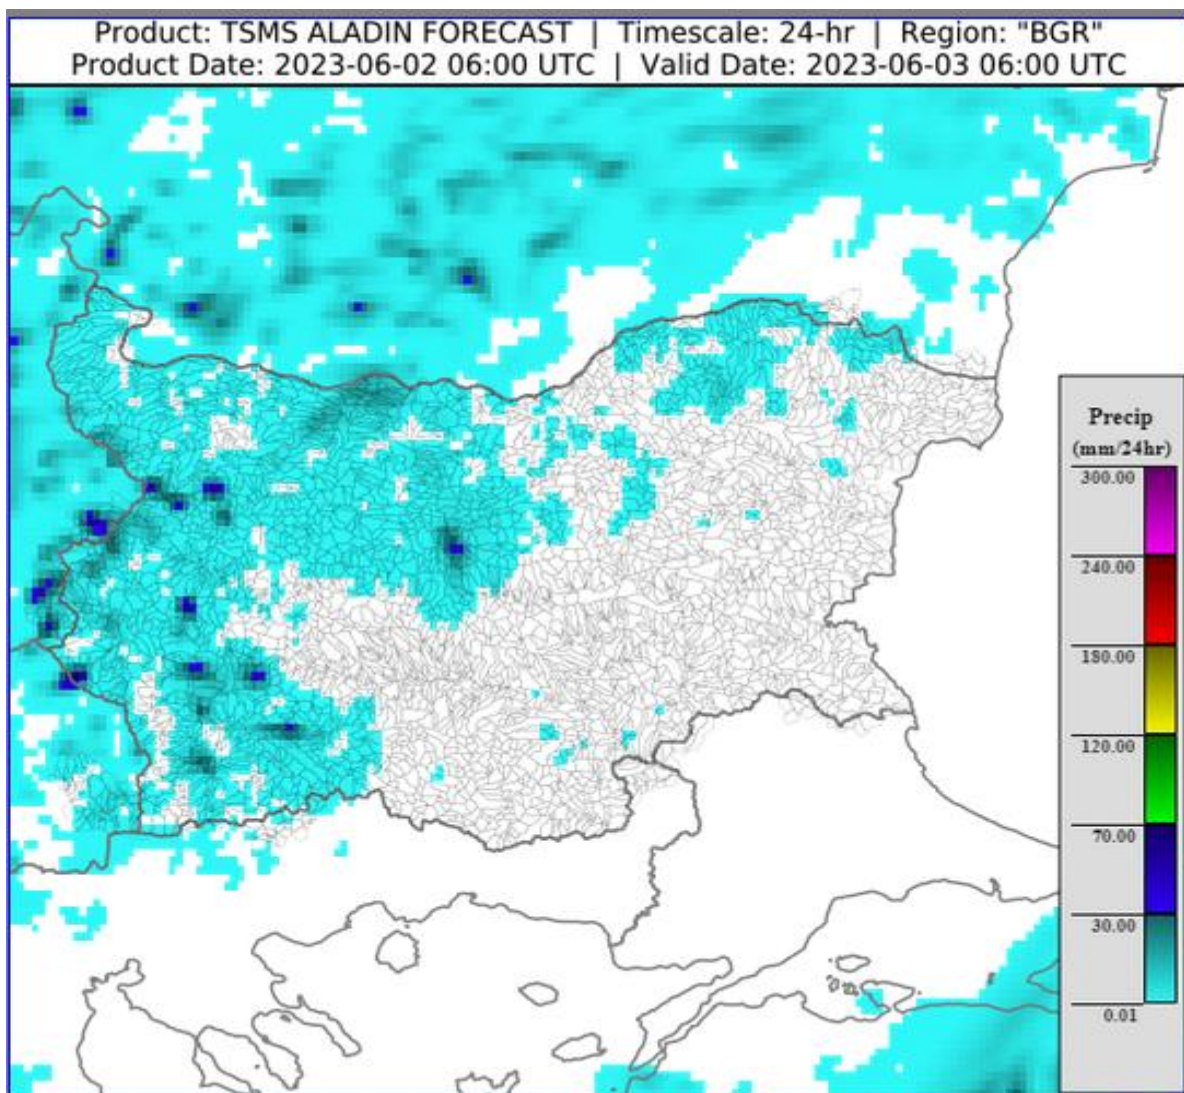 Product: TSMS ALADIN FORECAST | Timescale: 24-hr | Region: "BGR"
Product Date: 2023-06-02 06:00 UTC | Valid Date: 2023-06-03 06:00 UTC
Precip
(mm/24hr)
300.00
240.00
180.00
120.00
70.00
30.00
0.01